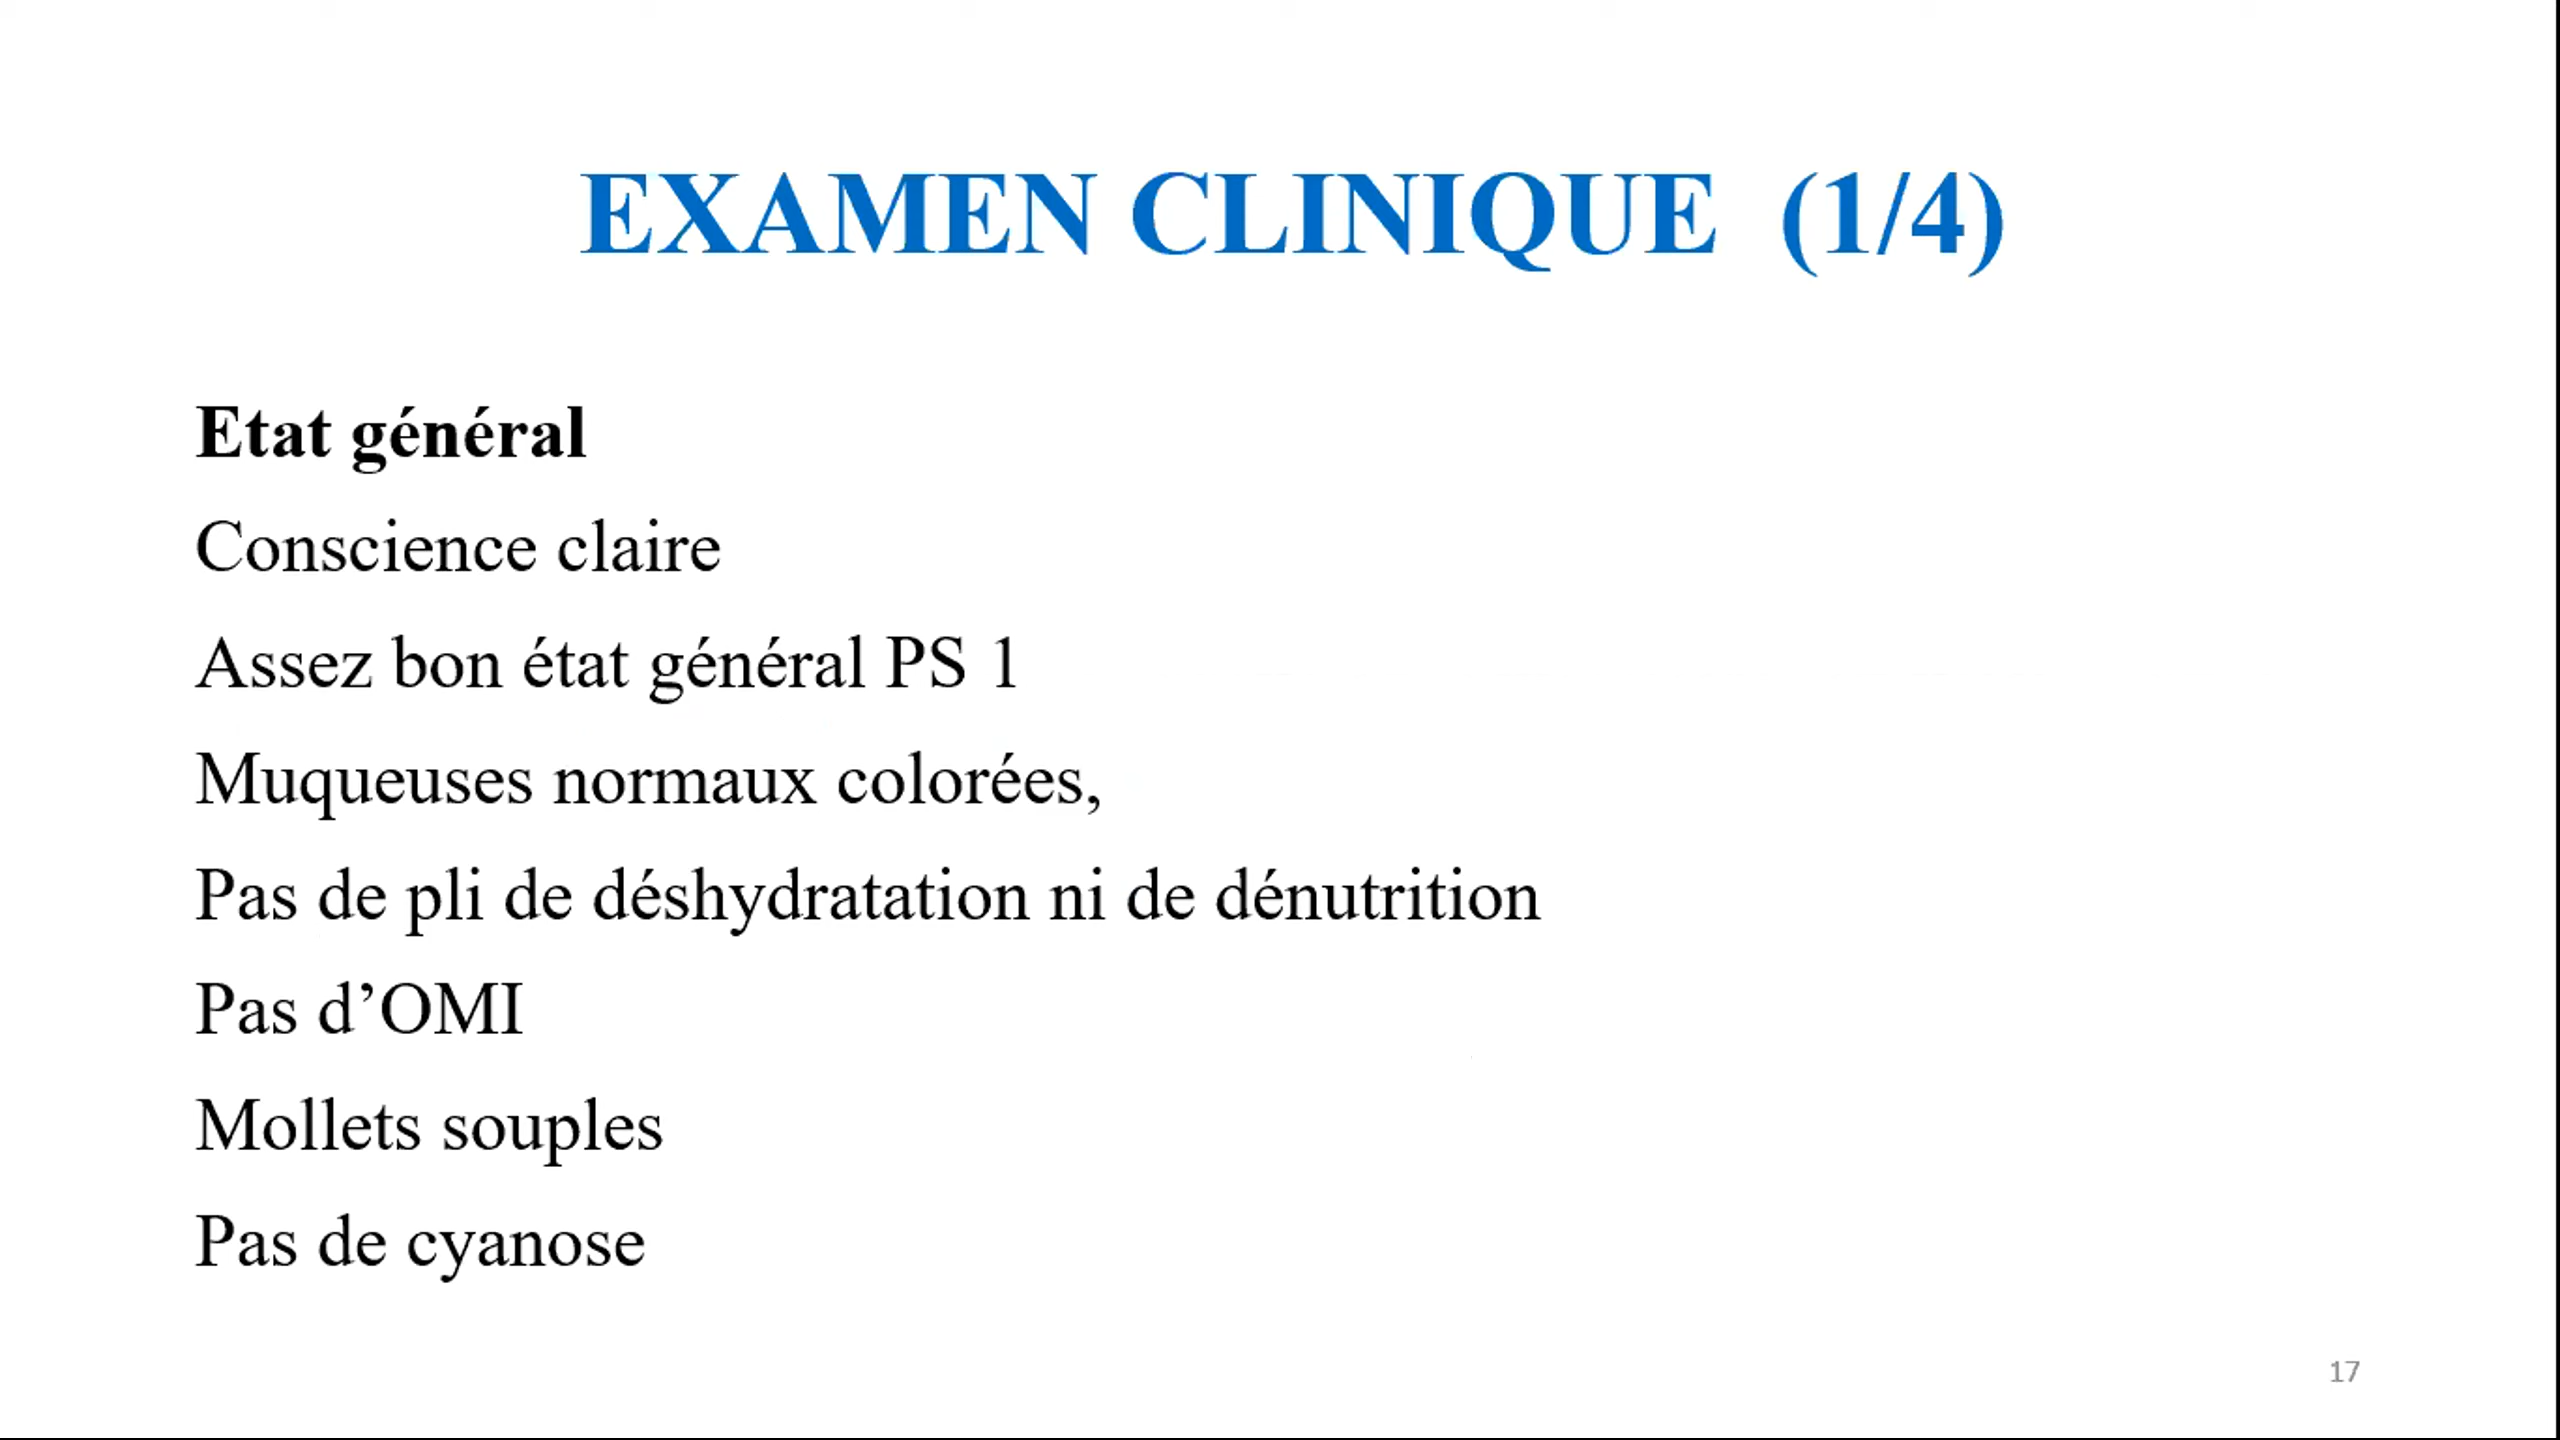 EXAMEN CLINIQUE (1/4)
Etat général
Conscience claire
Assez bon état général PS 1
Muqueuses normaux colorées,
Pas de pli de déshydratation ni de dénutrition
Pas d’OMI
Mollets souples
Pas de cyanose
17